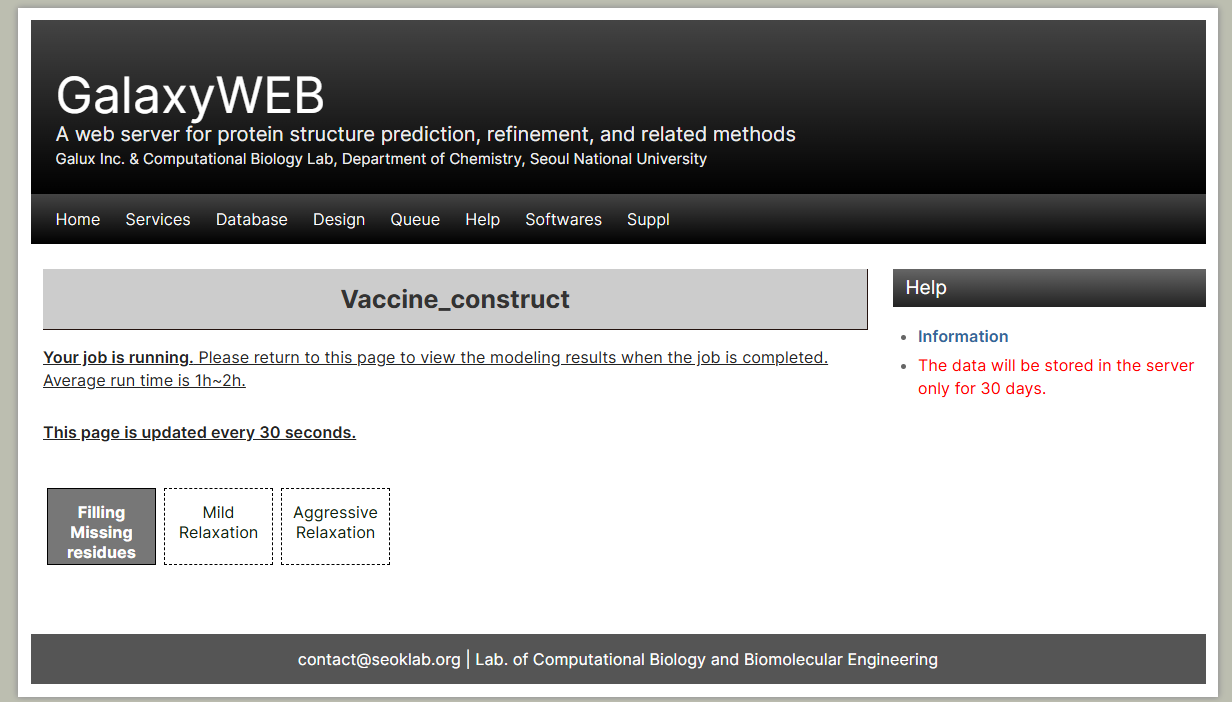 GalaxyWEB
A web server for protein structure prediction, refinement, and related methods
Galux Inc. & Computational Biology Lab, Department of Chemistry, Seoul National University
Home Services Database Design Queue Help Softwares Suppl
Vaccine_construct
Your job is running. Please return to this page to view the modeling results when the job is completed.
Average run time is 1h~2h.
This page is updated every 30 seconds.
Filling
Missing
residues
Mild
Relaxation
Aggressive
Relaxation
Help
Information
The data will be stored in the server
only for 30 days.
contact@seoklab.org | Lab. of Computational Biology and Biomolecular Engineering